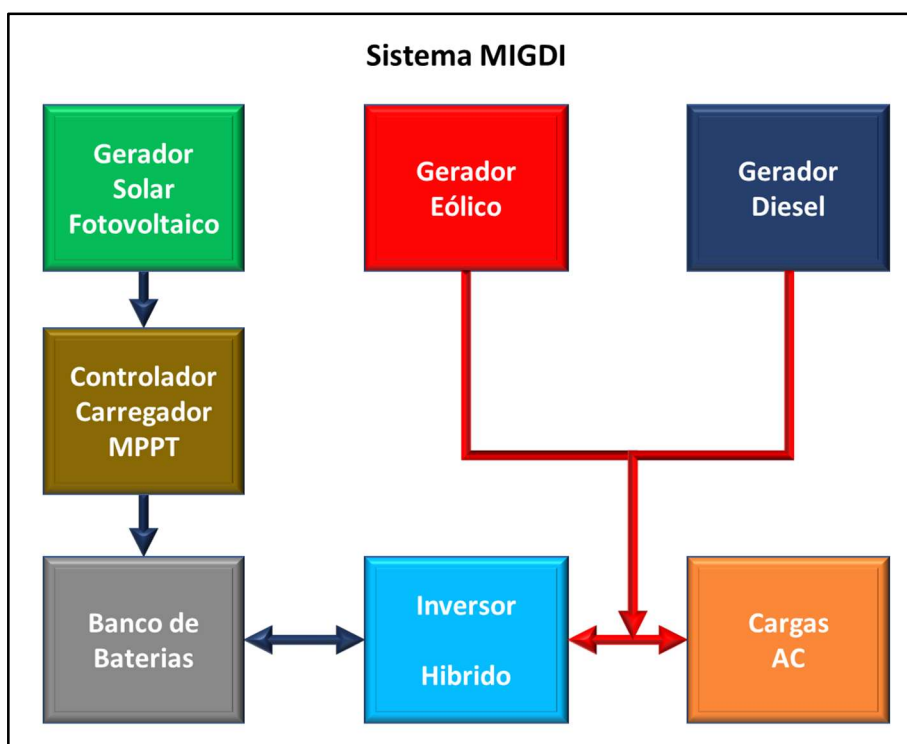 Sistema MIGDI
Gerador
Solar
Fotovoltaico
Gerador
Eólico
Gerador
Diesel
Controlador
Carregador
MPPT
Banco de
Baterias
Inversor
Hibrido
Cargas
AC